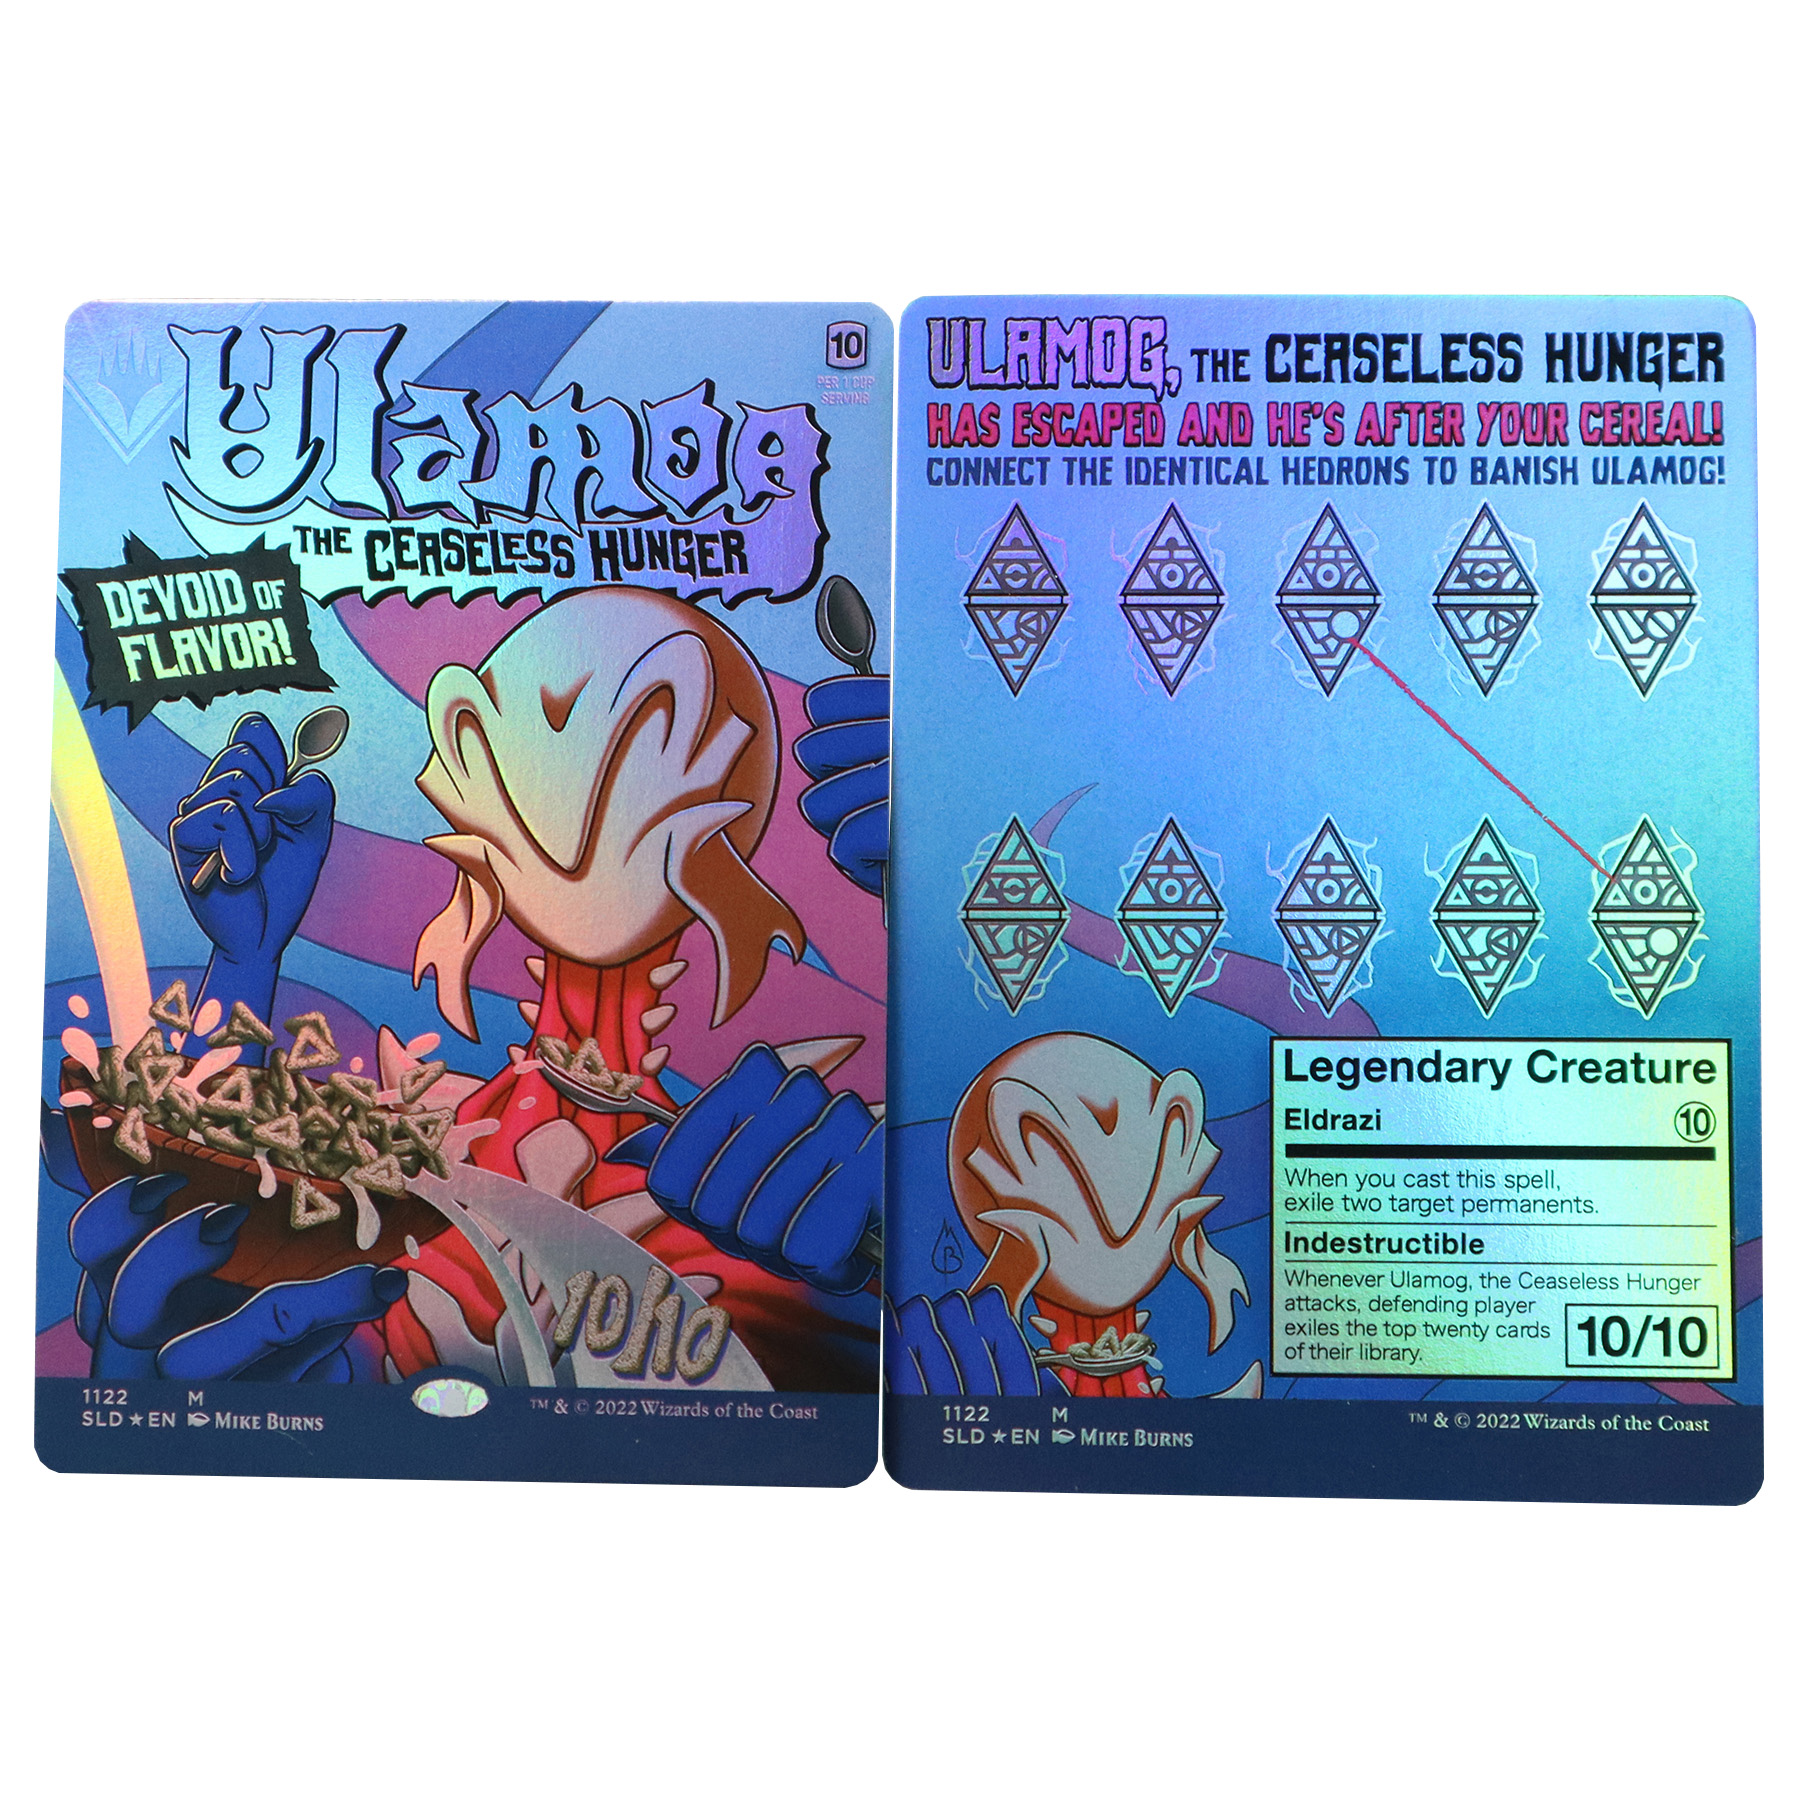 Ulamog
THE CEASELESS HUNGER
10
PER 1 CUP
SERVING
DEVOID OF
FLAVOR!
10/10
1122 M
SLD ★ EN MIKE BURNS
™ & © 2022 Wizards of the Coast
ULAMOG, THE CEASELESS HUNGER
HAS ESCAPED AND HE'S AFTER YOUR CEREAL!
CONNECT THE IDENTICAL HEDRONS TO BANISH ULAMOG!
Legendary Creature
Eldrazi 10
When you cast this spell,
exile two target permanents.
Indestructible
Whenever Ulamog, the Ceaseless Hunger
attacks, defending player
exiles the top twenty cards
of their library.
10/10
B
1122 M
SLD ★ EN MIKE BURNS
™ & © 2022 Wizards of the Coast